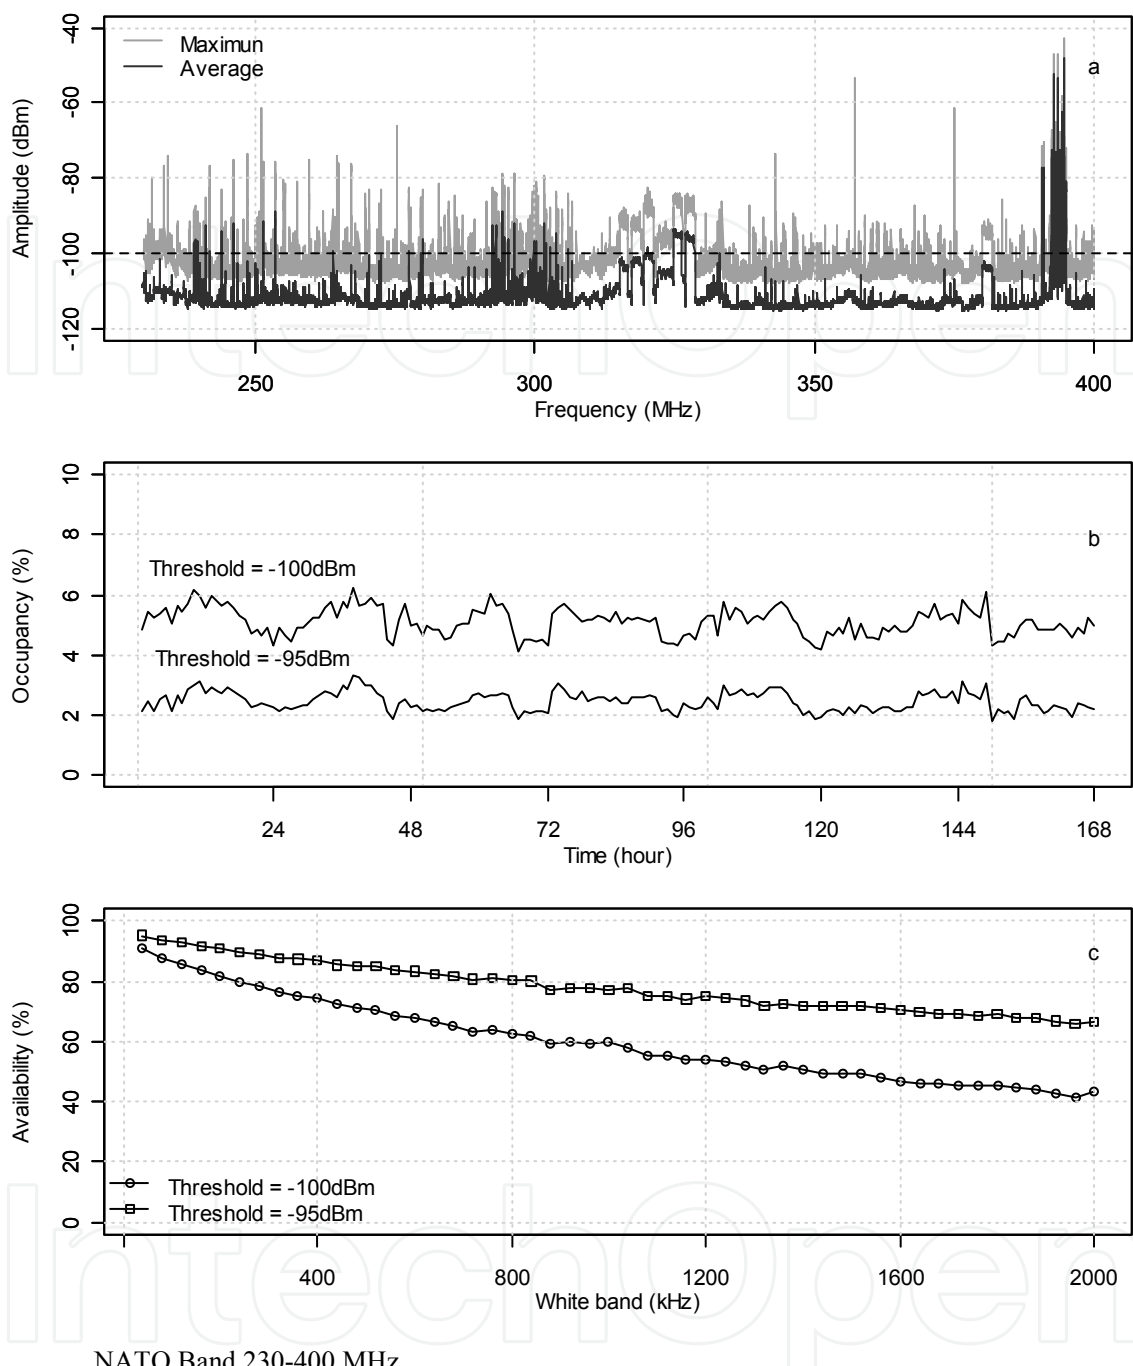 -40
-60
-80
-100
-120
Amplitude (dBm)
Maximun
Average
a
250
300
350
400
Frequency (MHz)
10
8
6
4
2
0
Occupancy (%)
b
Threshold = -100dBm
Threshold = -95dBm
24
48
72
96
120
144
168
Time (hour)
100
80
60
40
20
0
Availability (%)
c
Threshold = -100dBm
Threshold = -95dBm
400
800
1200
1600
2000
White band (kHz)
NATO Band 230-400 MHz
IntechOpen
IntechOpen